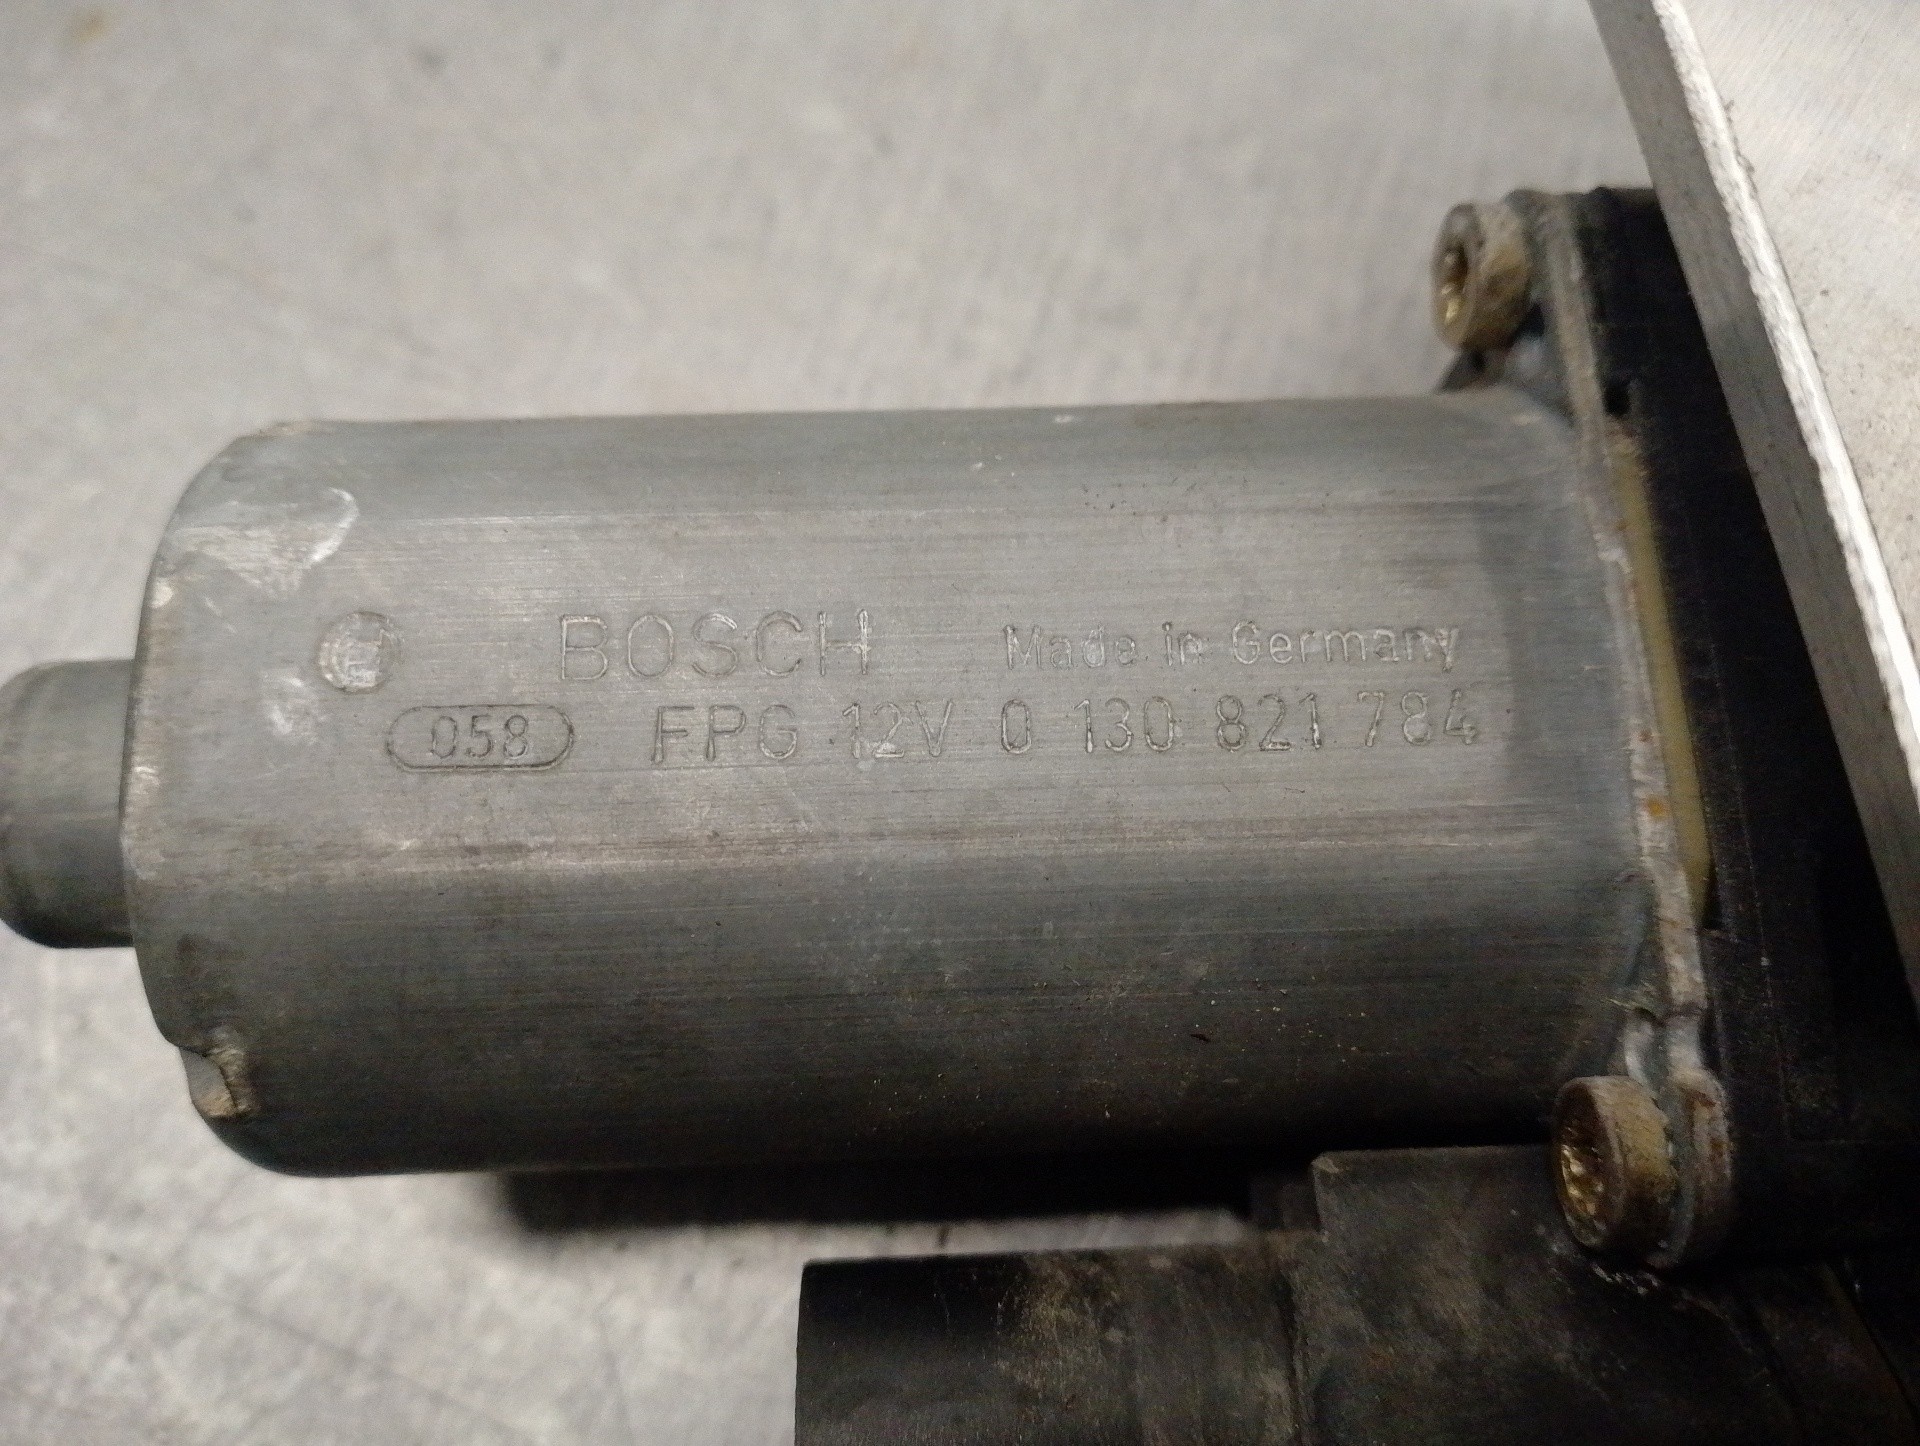 BOSCH Made in Germany
058 FPG 12V 0 130 821 784